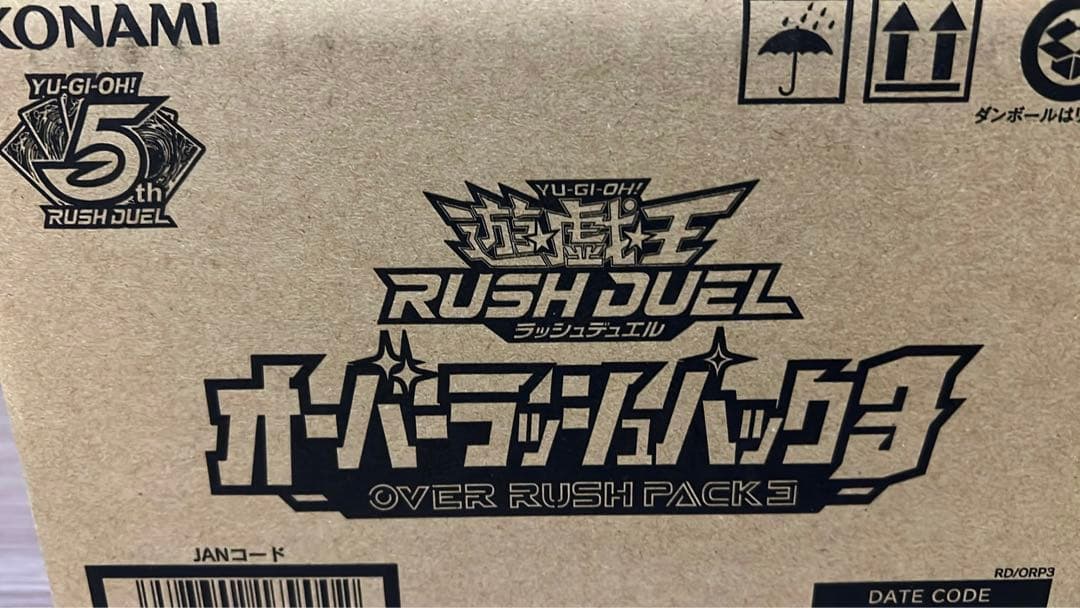 KONAMI
YU-GI-OH!
5th
RUSH DUEL
ダンボールは
YU-GI-OH!
遊☆戯☆王
RUSH DUEL
ラッシュデュエル
オーバーラッシュパック3
OVER RUSH PACK 3
JANコード
RD/ORP3
DATE CODE